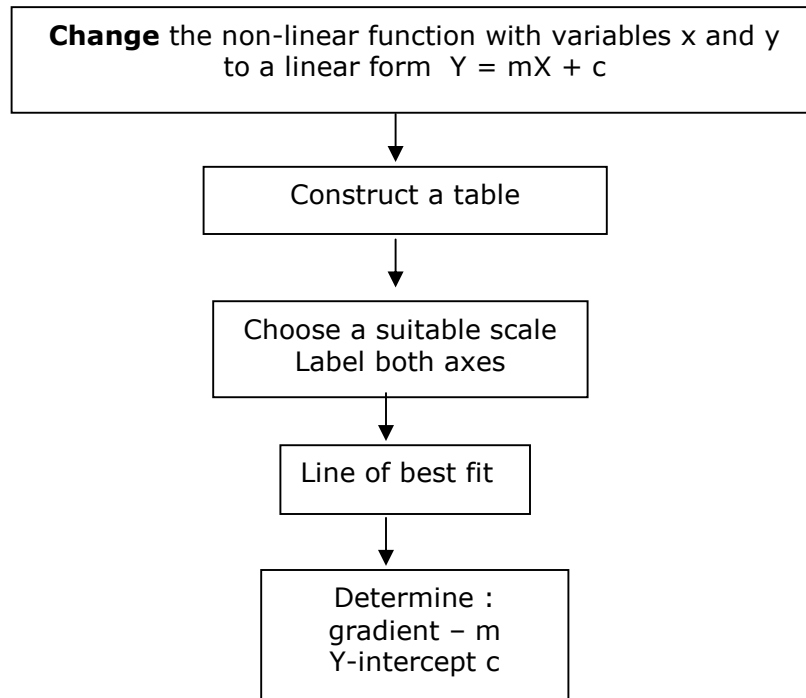 Change the non-linear function with variables x and y
to a linear form Y = mX + c
Construct a table
Choose a suitable scale
Label both axes
Line of best fit
Determine :
gradient – m
Y-intercept c